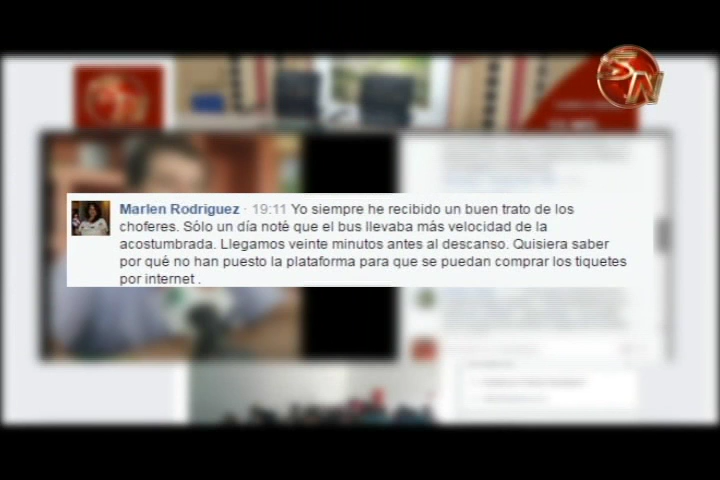 SN
Marlen Rodriguez · 19:11 Yo siempre he recibido un buen trato de los
choferes. Sólo un día noté que el bus llevaba más velocidad de la
acostumbrada. Llegamos veinte minutos antes al descanso. Quisiera saber
por qué no han puesto la plataforma para que se puedan comprar los tiquetes
por internet .